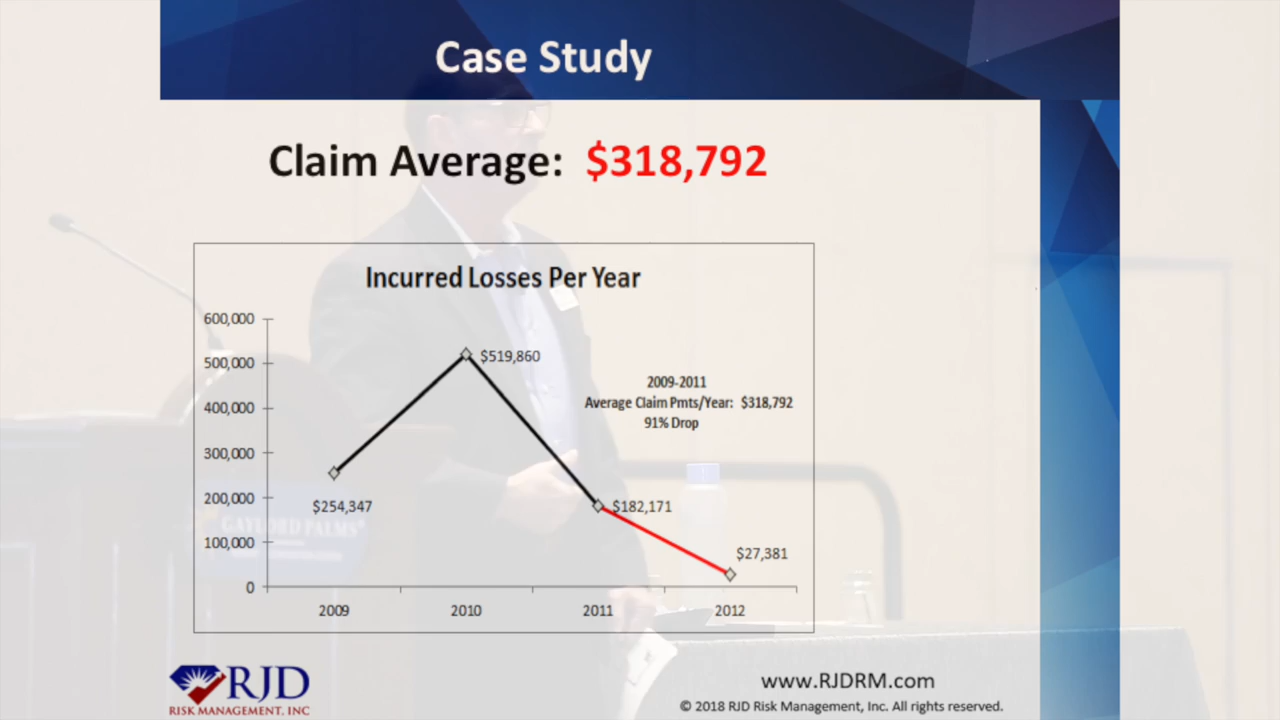 Case Study
Claim Average: $318,792
Incurred Losses Per Year
600,000
500,000
400,000
300,000
200,000
100,000
0
$254,347
$519,860
$182,171
$27,381
2009-2011
Average Claim Pmts/Year: $318,792
91% Drop
2009 2010 2011 2012
GAYLORD PALMS
RJD
RISK MANAGEMENT, INC
www.RJDRM.com
© 2018 RJD Risk Management, Inc. All rights reserved.